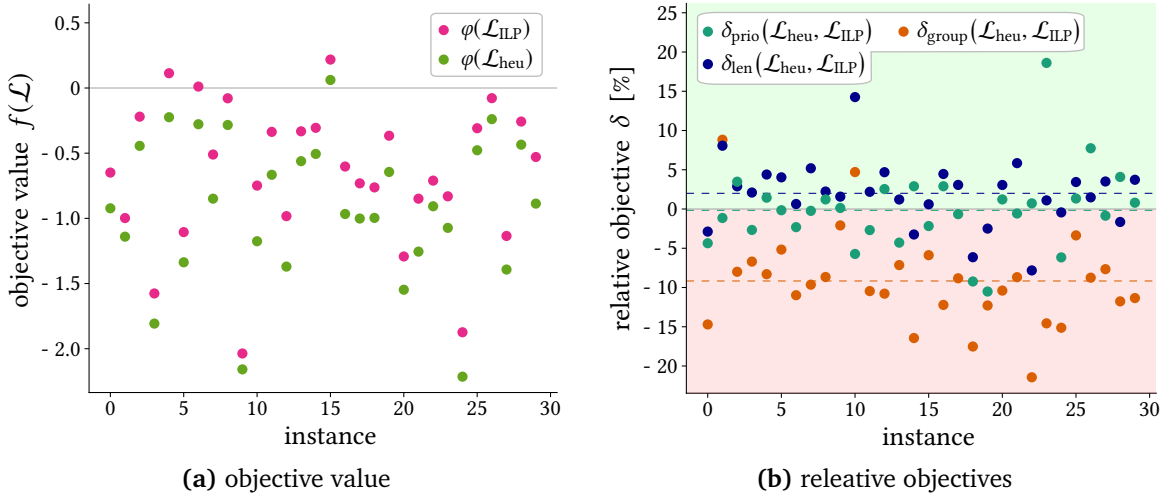 0.5
0
- 0.5
- 1.0
- 1.5
- 2.0
objective value f(ℒ)
φ(ℒ_ILP)
φ(ℒ_heu)
0 5 10 15 20 25 30
instance
(a) objective value
25
20
15
10
5
0
- 5
- 10
- 15
- 20
relative objective δ [%]
δ_prio(ℒ_heu, ℒ_ILP) δ_group(ℒ_heu, ℒ_ILP)
δ_len(ℒ_heu, ℒ_ILP)
0 5 10 15 20 25 30
instance
(b) releative objectives